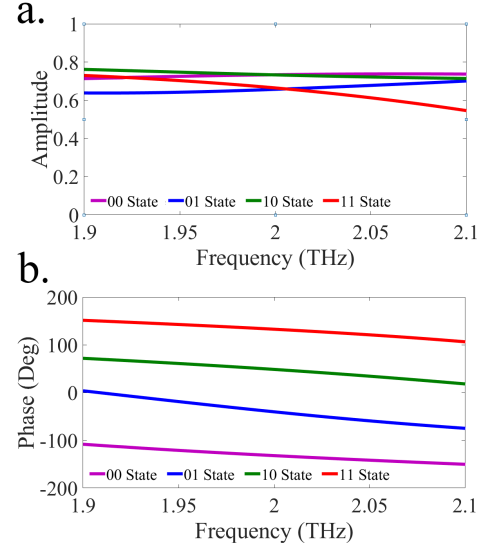 a.
1
0.8
0.6
0.4
0.2
0
Amplitude
00 State 01 State 10 State 11 State
1.9 1.95 2 2.05 2.1
Frequency (THz)
b.
200
100
0
-100
-200
Phase (Deg)
00 State 01 State 10 State 11 State
1.9 1.95 2 2.05 2.1
Frequency (THz)